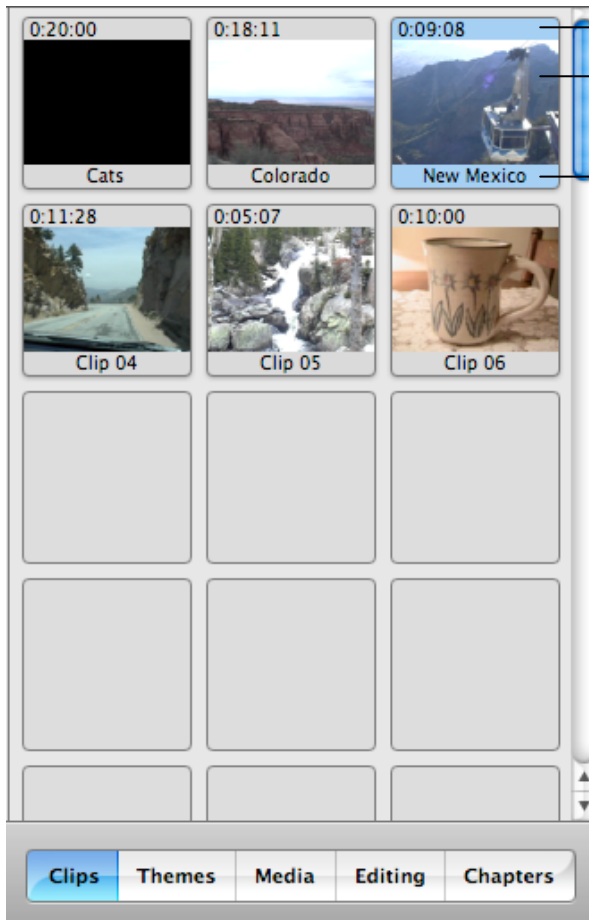 0:20:00 0:18:11 0:09:08
Cats Colorado New Mexico
0:11:28 0:05:07 0:10:00
Clip 04 Clip 05 Clip 06
Clips Themes Media Editing Chapters